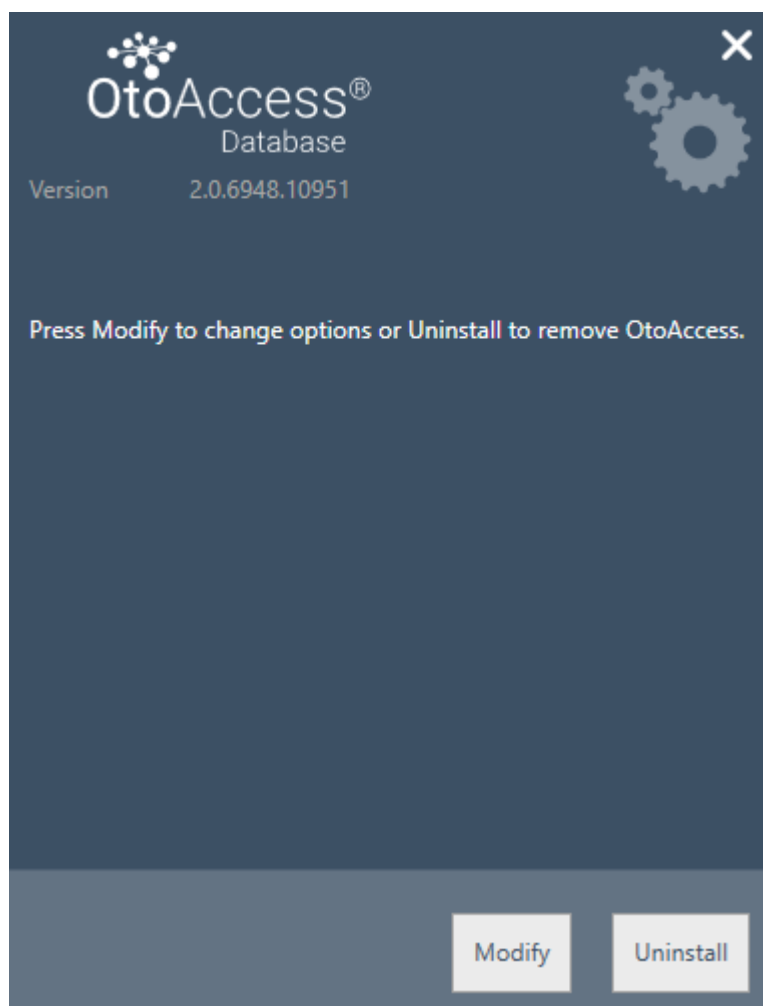 OtoAccess®
Database
Version 2.0.6948.10951
Press Modify to change options or Uninstall to remove OtoAccess.
Modify Uninstall